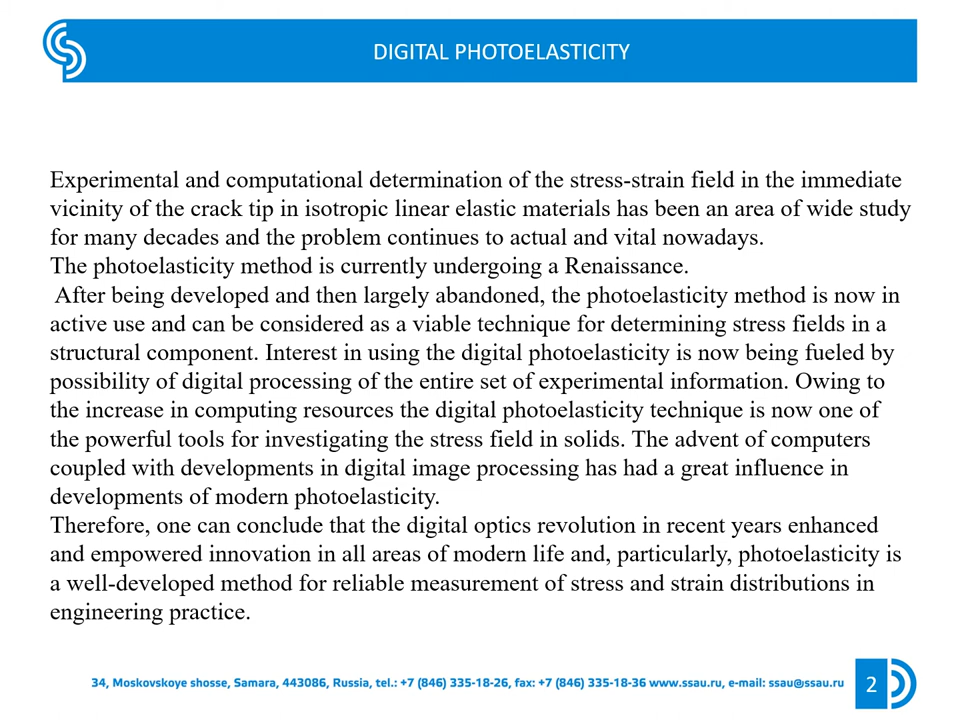 DIGITAL PHOTOELASTICITY
Experimental and computational determination of the stress-strain field in the immediate
vicinity of the crack tip in isotropic linear elastic materials has been an area of wide study
for many decades and the problem continues to actual and vital nowadays.
The photoelasticity method is currently undergoing a Renaissance.
After being developed and then largely abandoned, the photoelasticity method is now in
active use and can be considered as a viable technique for determining stress fields in a
structural component. Interest in using the digital photoelasticity is now being fueled by
possibility of digital processing of the entire set of experimental information. Owing to
the increase in computing resources the digital photoelasticity technique is now one of
the powerful tools for investigating the stress field in solids. The advent of computers
coupled with developments in digital image processing has had a great influence in
developments of modern photoelasticity.
Therefore, one can conclude that the digital optics revolution in recent years enhanced
and empowered innovation in all areas of modern life and, particularly, photoelasticity is
a well-developed method for reliable measurement of stress and strain distributions in
engineering practice.
34, Moskovskoye shosse, Samara, 443086, Russia, tel.: +7 (846) 335-18-26, fax: +7 (846) 335-18-36 www.ssau.ru, e-mail: ssau@ssau.ru
2